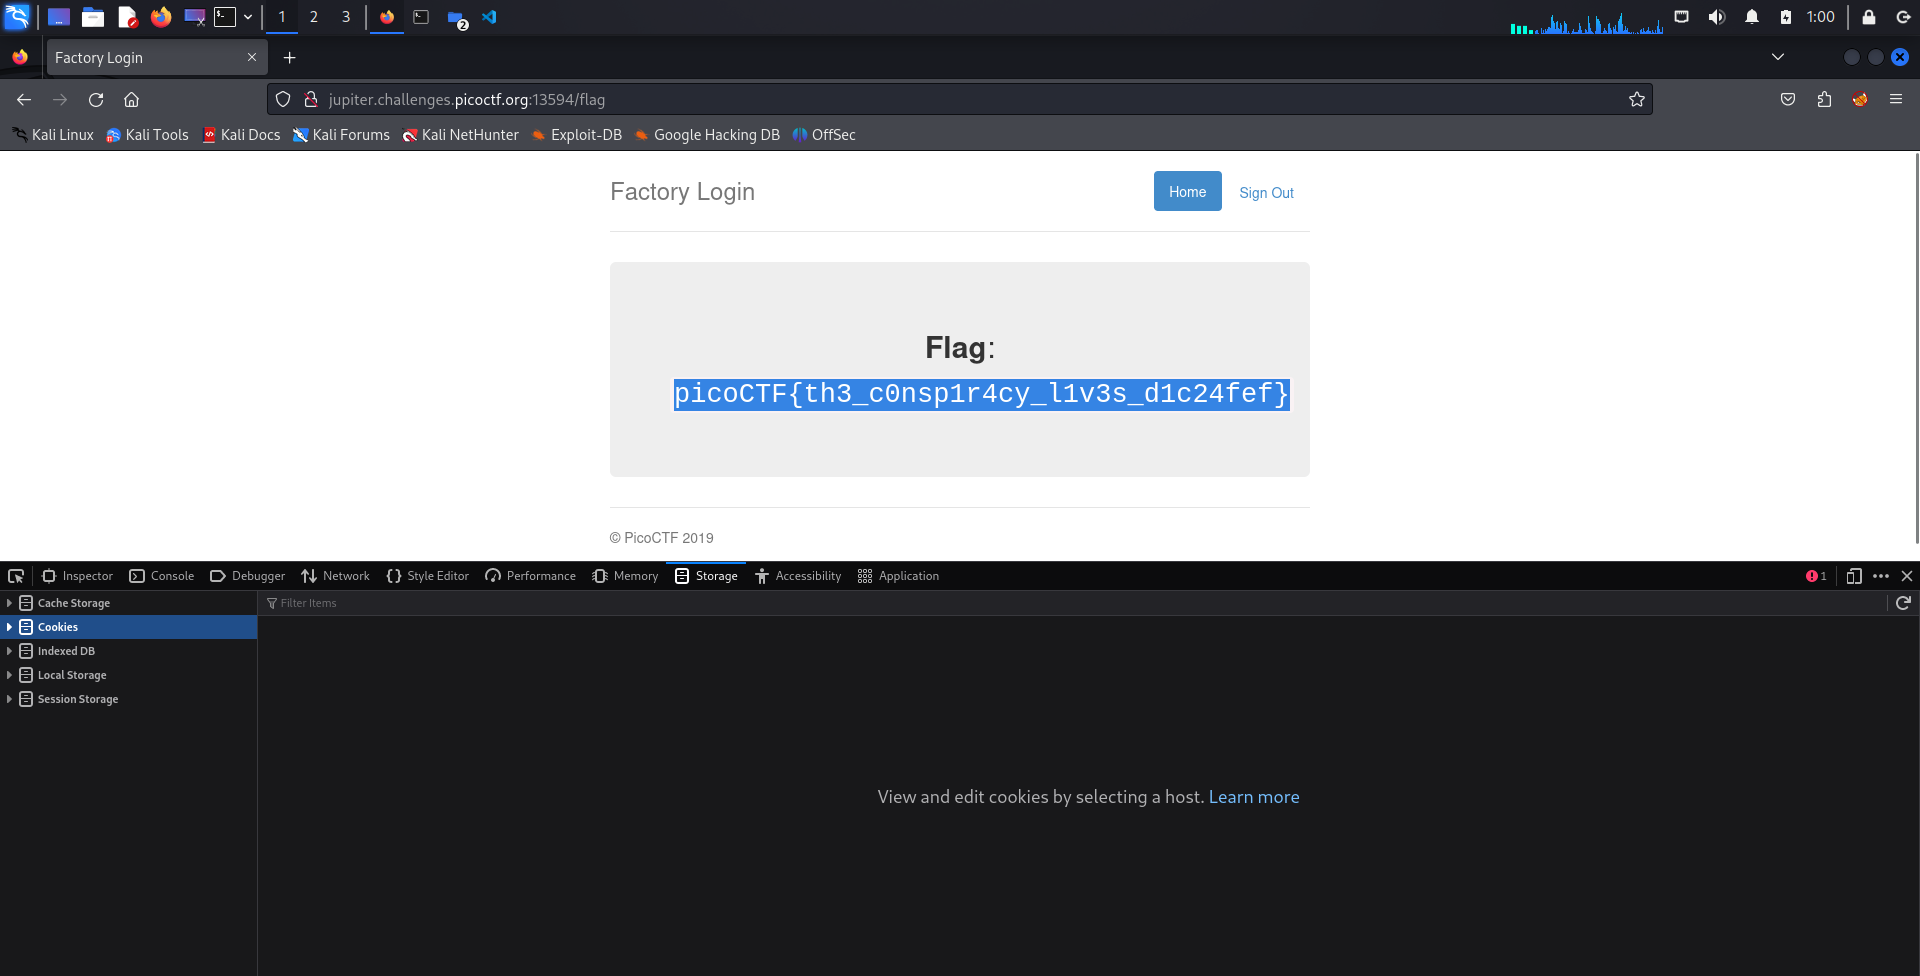 1 2 3 2 1:00
Factory Login
jupiter.challenges.picoctf.org:13594/flag
Kali Linux Kali Tools Kali Docs Kali Forums Kali NetHunter Exploit-DB Google Hacking DB OffSec
Factory Login Home Sign Out
Flag:
picoCTF{th3_c0nsp1r4cy_l1v3s_d1c24fef}
© PicoCTF 2019
Inspector Console Debugger Network Style Editor Performance Memory Storage Accessibility Application 1
Cache Storage Filter Items
Cookies
Indexed DB
Local Storage
Session Storage
View and edit cookies by selecting a host. Learn more